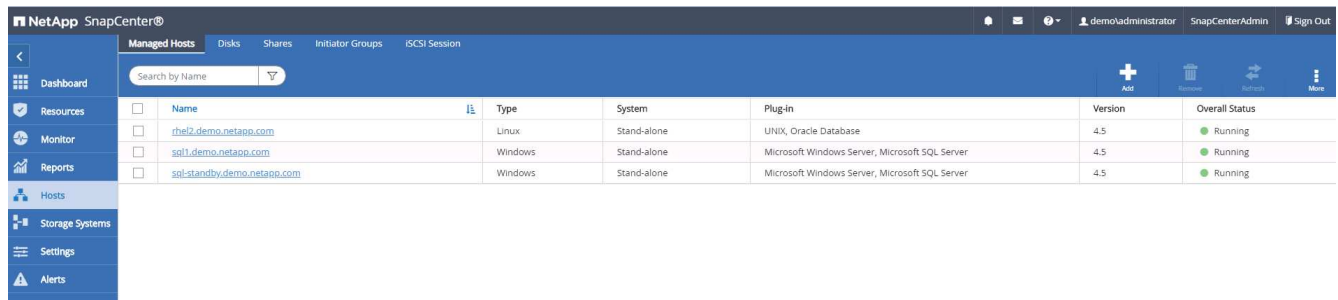 NetApp SnapCenter® demo\administrator SnapCenterAdmin Sign Out
Managed Hosts Disks Shares Initiator Groups iSCSI Session
Search by Name
Add Remove Refresh More
Dashboard
Resources
Monitor
Reports
Hosts
Storage Systems
Settings
Alerts
Name Type System Plug-in Version Overall Status
rhel2.demo.netapp.com Linux Stand-alone UNIX, Oracle Database 4.5 Running
sql1.demo.netapp.com Windows Stand-alone Microsoft Windows Server, Microsoft SQL Server 4.5 Running
sql-standby.demo.netapp.com Windows Stand-alone Microsoft Windows Server, Microsoft SQL Server 4.5 Running